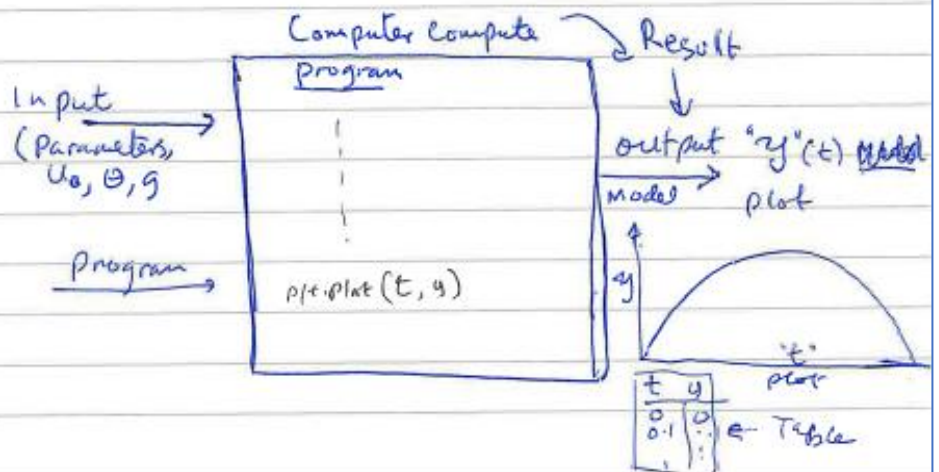 Computer Compute
Result
program
Input
(Parameters,
u₀, θ, g
output "y"(t)
Model
plot
Program
plt.plot(t, y)
y
"t"
plot
t y
0 0
0.1 :
← Table